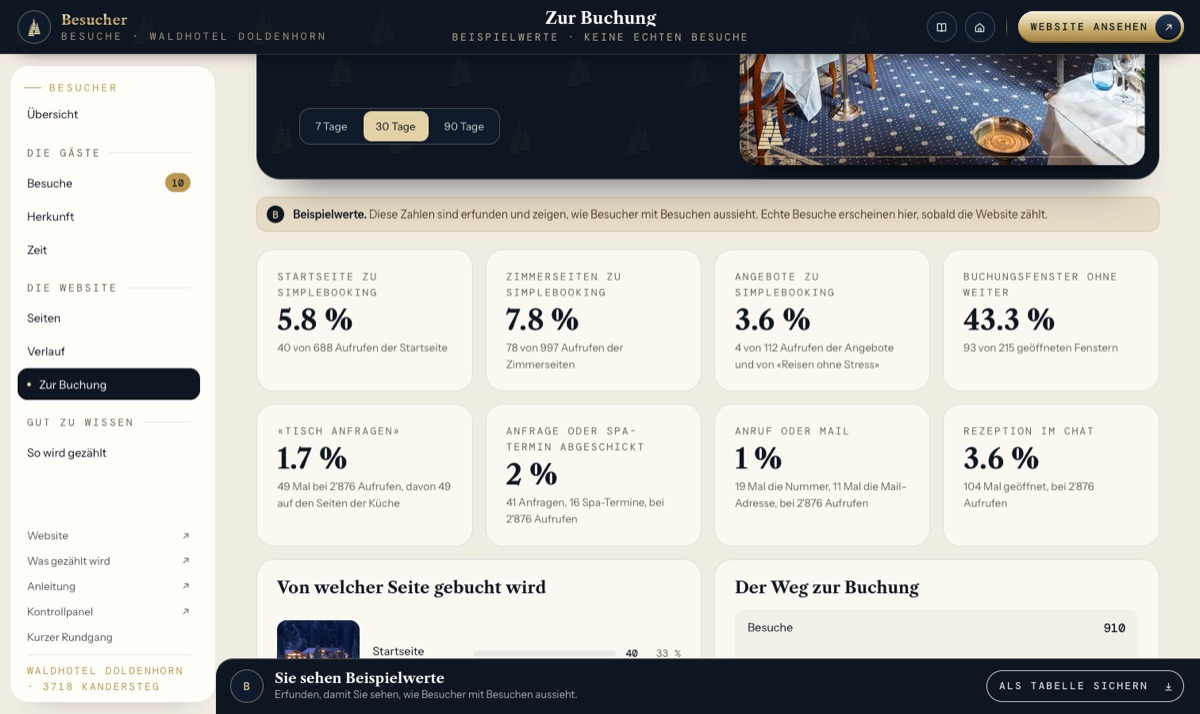 Besucher
BESUCHE · WALDHOTEL DOLDENHORN
Zur Buchung
BEISPIELWERTE · KEINE ECHTEN BESUCHE
WEBSITE ANSEHEN
BESUCHER
Übersicht
DIE GÄSTE
Besuche 10
Herkunft
Zeit
DIE WEBSITE
Seiten
Verlauf
Zur Buchung
GUT ZU WISSEN
So wird gezählt
Website
Was gezählt wird
Anleitung
Kontrollpanel
Kurzer Rundgang
WALDHOTEL DOLDENHORN
· 3718 KANDERSTEG
7 Tage 30 Tage 90 Tage
B Beispielwerte. Diese Zahlen sind erfunden und zeigen, wie Besucher mit Besuchen aussieht. Echte Besuche erscheinen hier, sobald die Website zählt.
STARTSEITE ZU
SIMPLEBOOKING
5.8 %
40 von 688 Aufrufen der Startseite
ZIMMERSEITEN ZU
SIMPLEBOOKING
7.8 %
78 von 997 Aufrufen der
Zimmerseiten
ANGEBOTE ZU
SIMPLEBOOKING
3.6 %
4 von 112 Aufrufen der Angebote
und von «Reisen ohne Stress»
BUCHUNGSFENSTER OHNE
WEITER
43.3 %
93 von 215 geöffneten Fenstern
«TISCH ANFRAGEN»
1.7 %
49 Mal bei 2'876 Aufrufen, davon 49
auf den Seiten der Küche
ANFRAGE ODER SPA-
TERMIN ABGESCHICKT
2 %
41 Anfragen, 16 Spa-Termine, bei
2'876 Aufrufen
ANRUF ODER MAIL
1 %
19 Mal die Nummer, 11 Mal die Mail-
Adresse, bei 2'876 Aufrufen
REZEPTION IM CHAT
3.6 %
104 Mal geöffnet, bei 2'876
Aufrufen
Von welcher Seite gebucht wird
Startseite 40 33 %
Der Weg zur Buchung
Besuche 910
B
Sie sehen Beispielwerte
Erfunden, damit Sie sehen, wie Besucher mit Besuchen aussieht.
ALS TABELLE SICHERN